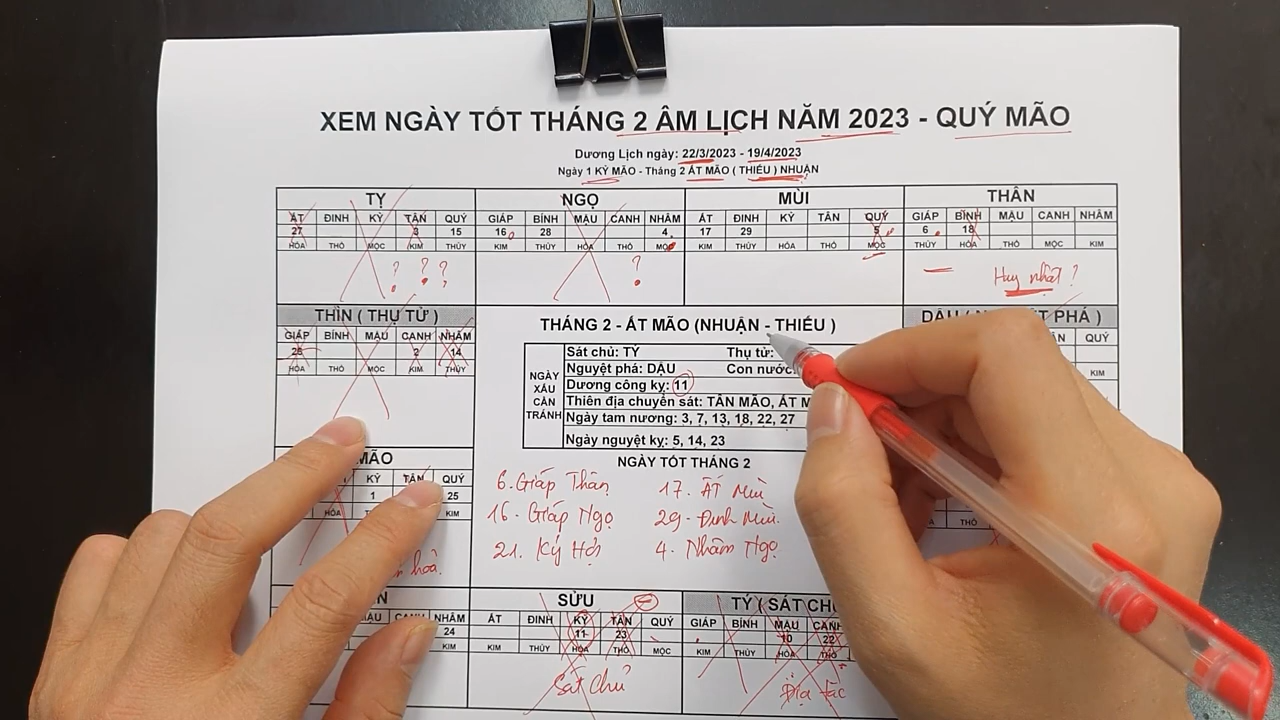 XEM NGÀY TỐT THÁNG 2 ÂM LỊCH NĂM 2023 - QUÝ MÃO
Dương Lịch ngày: 22/3/2023 - 19/4/2023
Ngày 1 KỶ MÃO - Tháng 2 ẤT MÃO ( THIẾU ) NHUẬN
TỴ NGỌ MÙI THÂN
ẤT ĐINH KỶ TÂN QUÝ GIÁP BÍNH MẬU CANH NHÂM ẤT ĐINH KỶ TÂN QUÝ GIÁP BÍNH MẬU CANH NHÂM
27 3 15 16 28 4 17 29 5 6 18
HỎA THỔ MỘC KIM THỦY KIM THỦY HỎA THỔ MỘC KIM THỦY HỎA THỔ MỘC THỦY HỎA THỔ MỘC KIM
? ? ? ? Huy nhất ?
THÌN ( THỤ TỬ ) THÁNG 2 - ẤT MÃO (NHUẬN - THIẾU ) DẬU PHÁ )
GIÁP BÍNH MẬU CANH NHÂM QUÝ
2 14
HỎA THỔ MỘC KIM THỦY KIM
NGÀY XẤU CẦN TRÁNH
Sát chủ: TÝ Thụ tử:
Nguyệt phá: DẬU Con nước
Dương công kỵ: 11
Thiên địa chuyển sát: TÂN MÃO, ẤT M
Ngày tam nương: 3, 7, 13, 18, 22, 27
Ngày nguyệt kỵ: 5, 14, 23
NGÀY TỐT THÁNG 2
6. Giáp Thân 17. Ất Mùi
16. Giáp Ngọ 29. Đinh Mùi.
21. Kỷ Hợi 4. Nhâm Ngọ
MÃO
KỶ TÂN QUÝ
1 25
HỎA KIM THỔ
hoả.
SỬU TÝ ( SÁT CHỦ
CANH NHÂM ẤT ĐINH KỶ TÂN QUÝ GIÁP BÍNH MẬU CANH
24 11 23 10 22
KIM KIM THỦY HỎA THỔ MỘC KIM THỦY HỎA THỔ
Sát Chủ Địa tặc